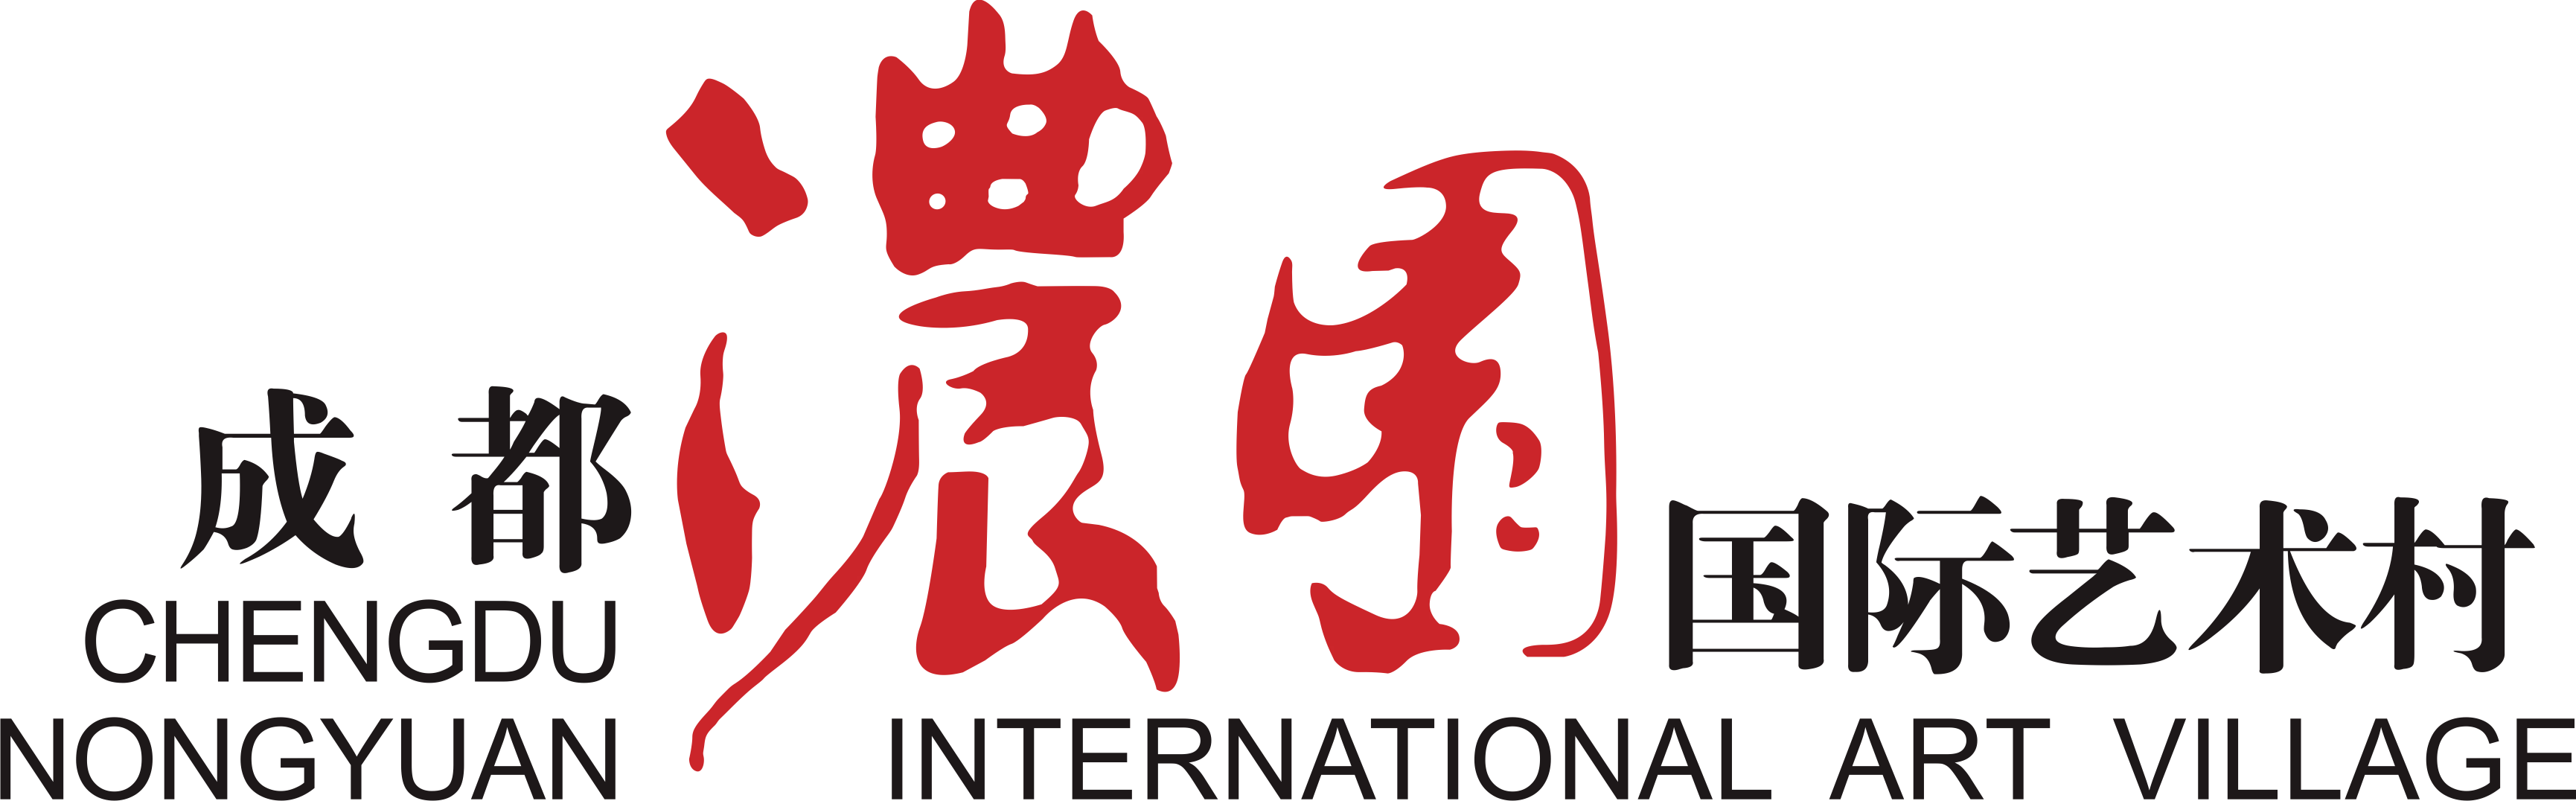 成都濃園国际艺术村
CHENGDU
NONGYUAN INTERNATIONAL ART VILLAGE